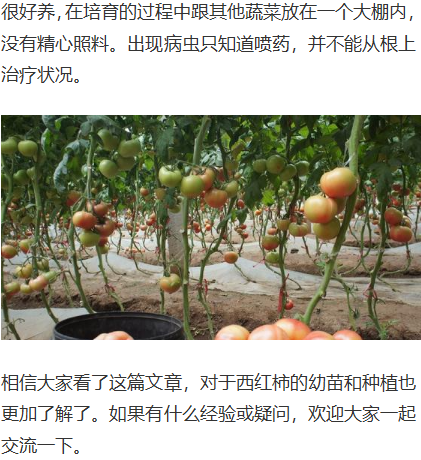 很好养，在培育的过程中跟其他蔬菜放在一个大棚内，
没有精心照料。出现病虫只知道喷药，并不能从根上
治疗状况。
相信大家看了这篇文章，对于西红柿的幼苗和种植也
更加了解了。如果有什么经验或疑问，欢迎大家一起
交流一下。